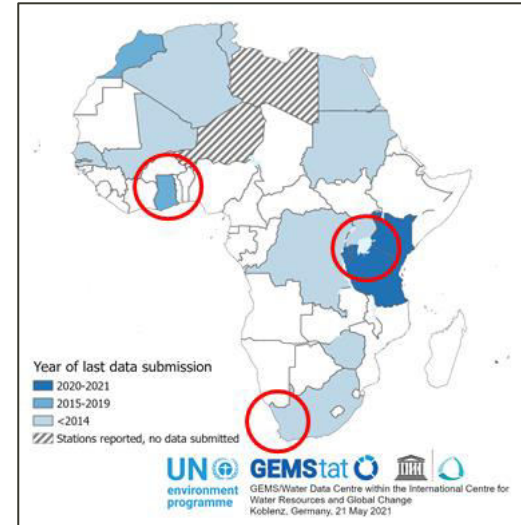 Year of last data submission
2020-2021
2015-2019
<2014
Stations reported, no data submitted
UN
environment
programme
GEMStat
GEMS/Water Data Centre within the International Centre for
Water Resources and Global Change
Koblenz, Germany, 21 May 2021